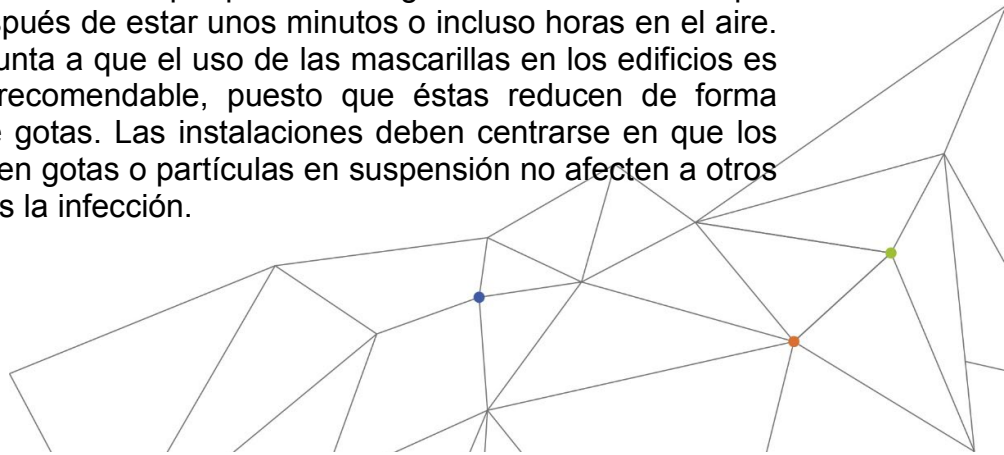 después de estar unos minutos o incluso horas en el aire.
apunta a que el uso de las mascarillas en los edificios es
recomendable, puesto que éstas reducen de forma
gotas. Las instalaciones deben centrarse en que los
en gotas o partículas en suspensión no afecten a otros
la infección.